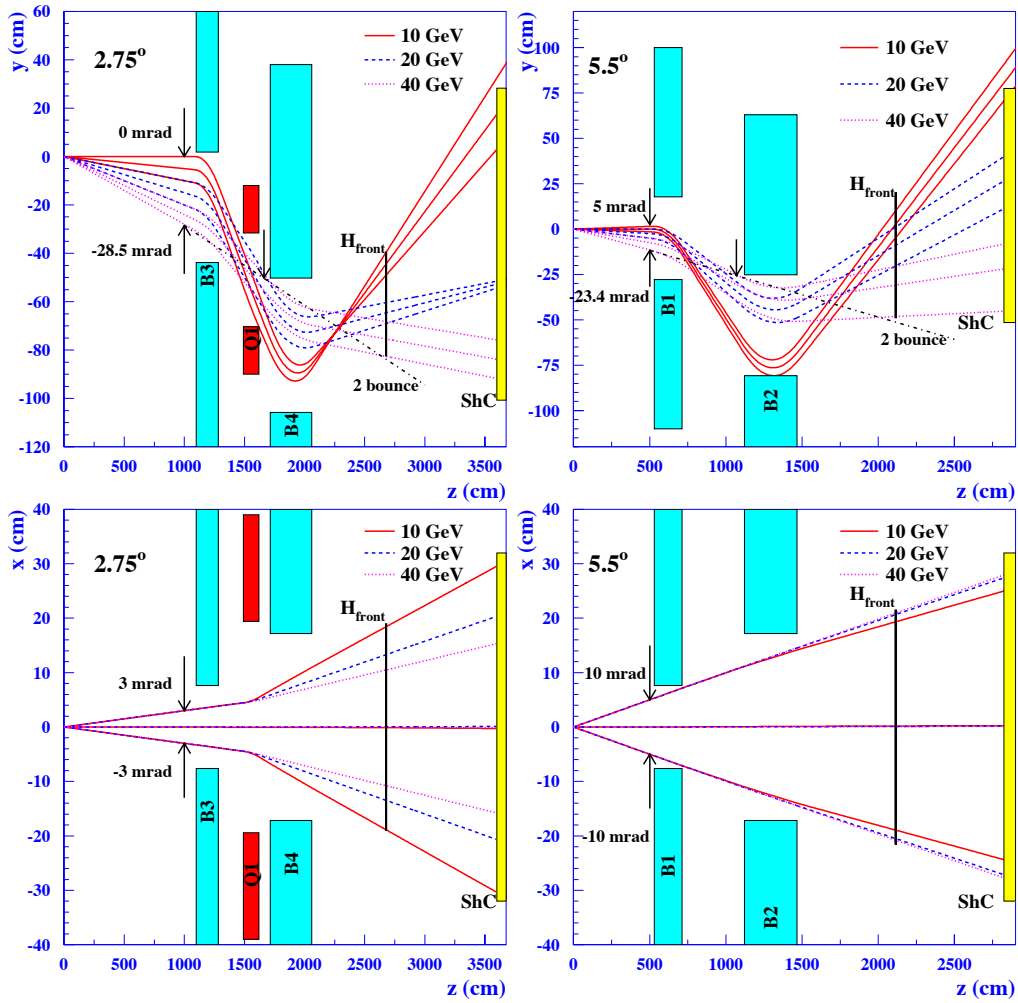 y (cm)
60
40
20
0
-20
-40
-60
-80
-100
-120
2.75°
10 GeV
20 GeV
40 GeV
0 mrad
-28.5 mrad
B3
Q1
B4
H_front
2 bounce
ShC
0 500 1000 1500 2000 2500 3000 3500
z (cm)
y (cm)
100
75
50
25
0
-25
-50
-75
-100
5.5°
10 GeV
20 GeV
40 GeV
5 mrad
-23.4 mrad
B1
B2
H_front
2 bounce
ShC
0 500 1000 1500 2000 2500
z (cm)
x (cm)
40
30
20
10
0
-10
-20
-30
-40
2.75°
10 GeV
20 GeV
40 GeV
3 mrad
-3 mrad
B3
Q1
B4
H_front
ShC
0 500 1000 1500 2000 2500 3000 3500
z (cm)
x (cm)
40
30
20
10
0
-10
-20
-30
-40
5.5°
10 GeV
20 GeV
40 GeV
10 mrad
-10 mrad
B1
B2
H_front
ShC
0 500 1000 1500 2000 2500
z (cm)